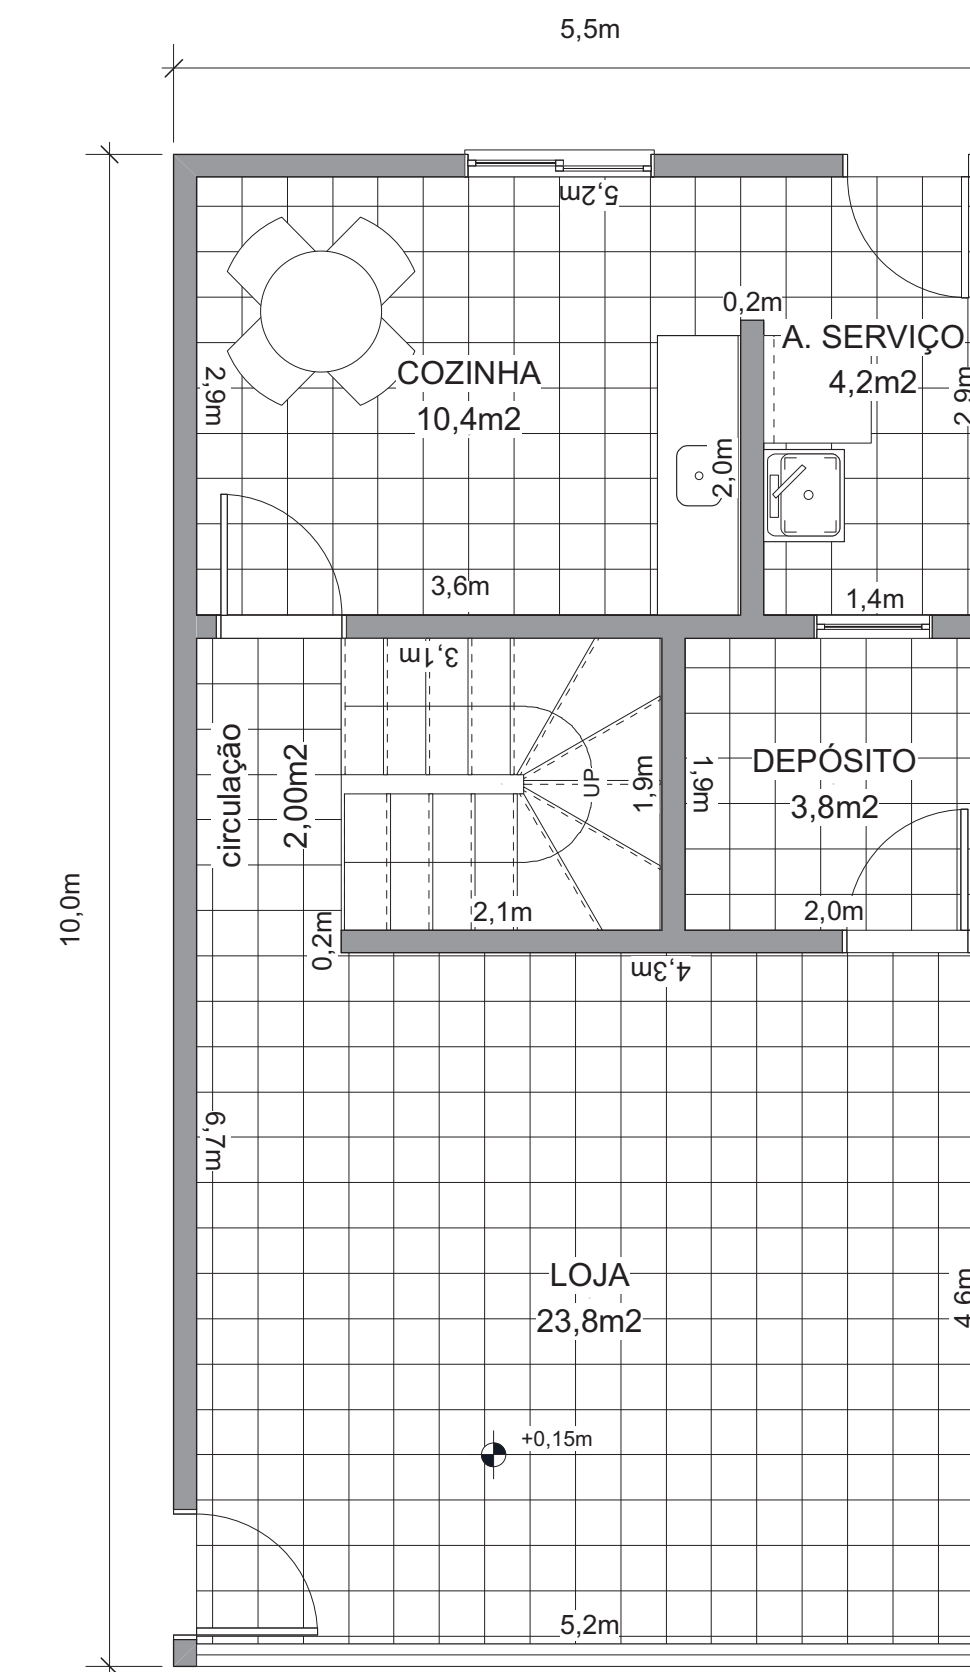 5,5m
5,2m
0,2m
A. SERVIÇO
4,2m2
2,9m
COZINHA
10,4m2
2,9m
2,0m
3,6m
1,4m
3,1m
circulação
2,00m2
UP
1,9m
1,9m
DEPÓSITO
3,8m2
10,0m
0,2m
2,1m
2,0m
4,3m
6,7m
LOJA
23,8m2
4,6m
+0,15m
5,2m